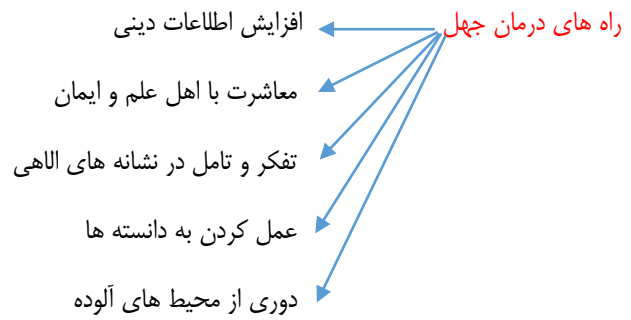 راه های درمان جهل
افزایش اطلاعات دینی
معاشرت با اهل علم و ایمان
تفکر و تامل در نشانه های الاهی
عمل کردن به دانسته ها
دوری از محیط های آلوده